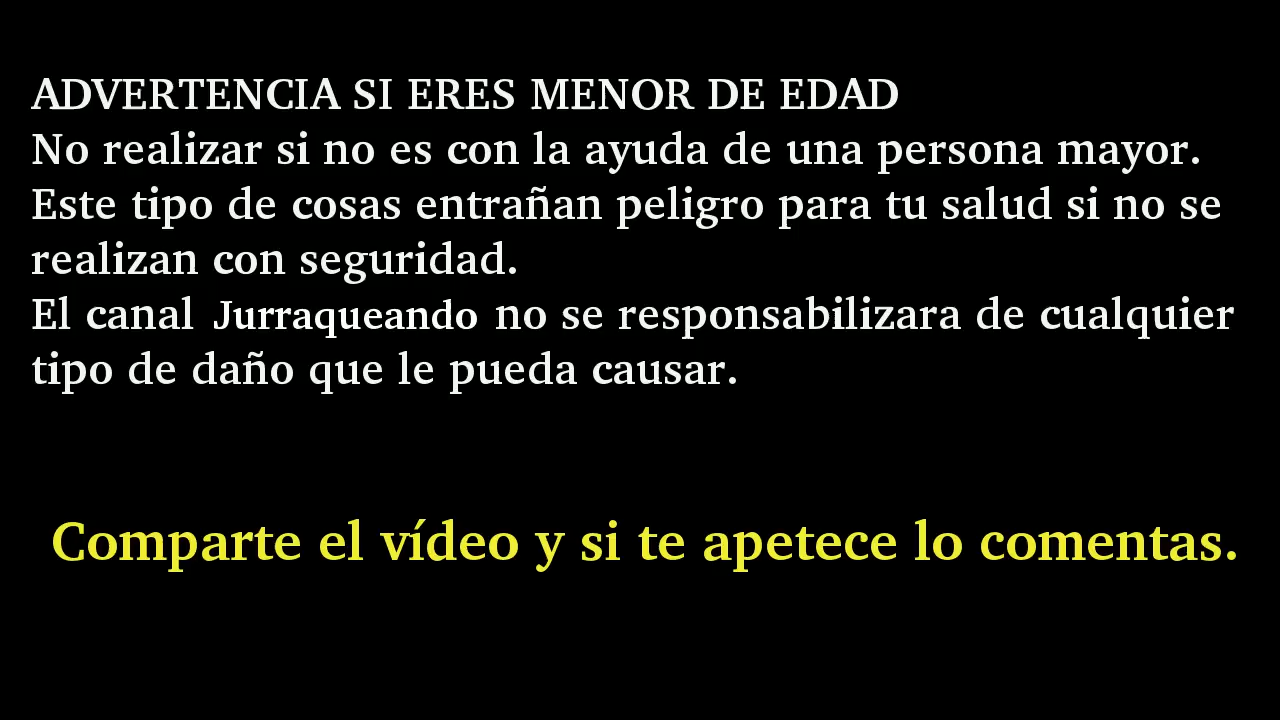 ADVERTENCIA SI ERES MENOR DE EDAD
No realizar si no es con la ayuda de una persona mayor.
Este tipo de cosas entrañan peligro para tu salud si no se
realizan con seguridad.
El canal Jurraqueando no se responsabilizara de cualquier
tipo de daño que le pueda causar.
Comparte el vídeo y si te apetece lo comentas.